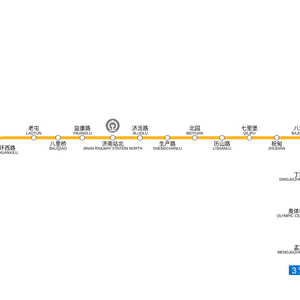 老屯
LAOTUN
益康路
YIKANGLU
济泺路
JILUOLU
北园
BEIYUAN
七里堡
QILIPU
八
BAJ
环西路
HUANXILU
八里桥
BALIQIAO
济南站北
JINAN RAILWAY STATION NORTH
生产路
SHENGCHANLU
历山路
LISHANLU
祝甸
ZHUDIAN
丁
DINGJIAZH
奥体
OLYMPIC CE
孟
MENGJIAZH
3